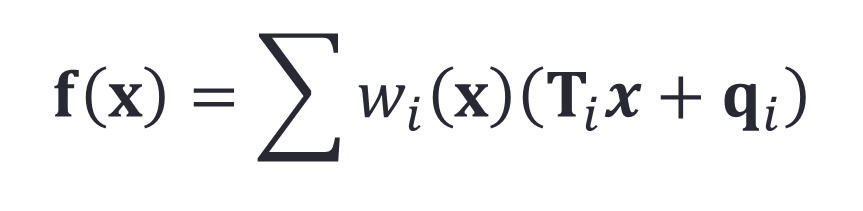 𝐟(𝐱) = ∑ 𝑤ᵢ(𝐱)(𝐓ᵢ𝒙 + 𝐪ᵢ)